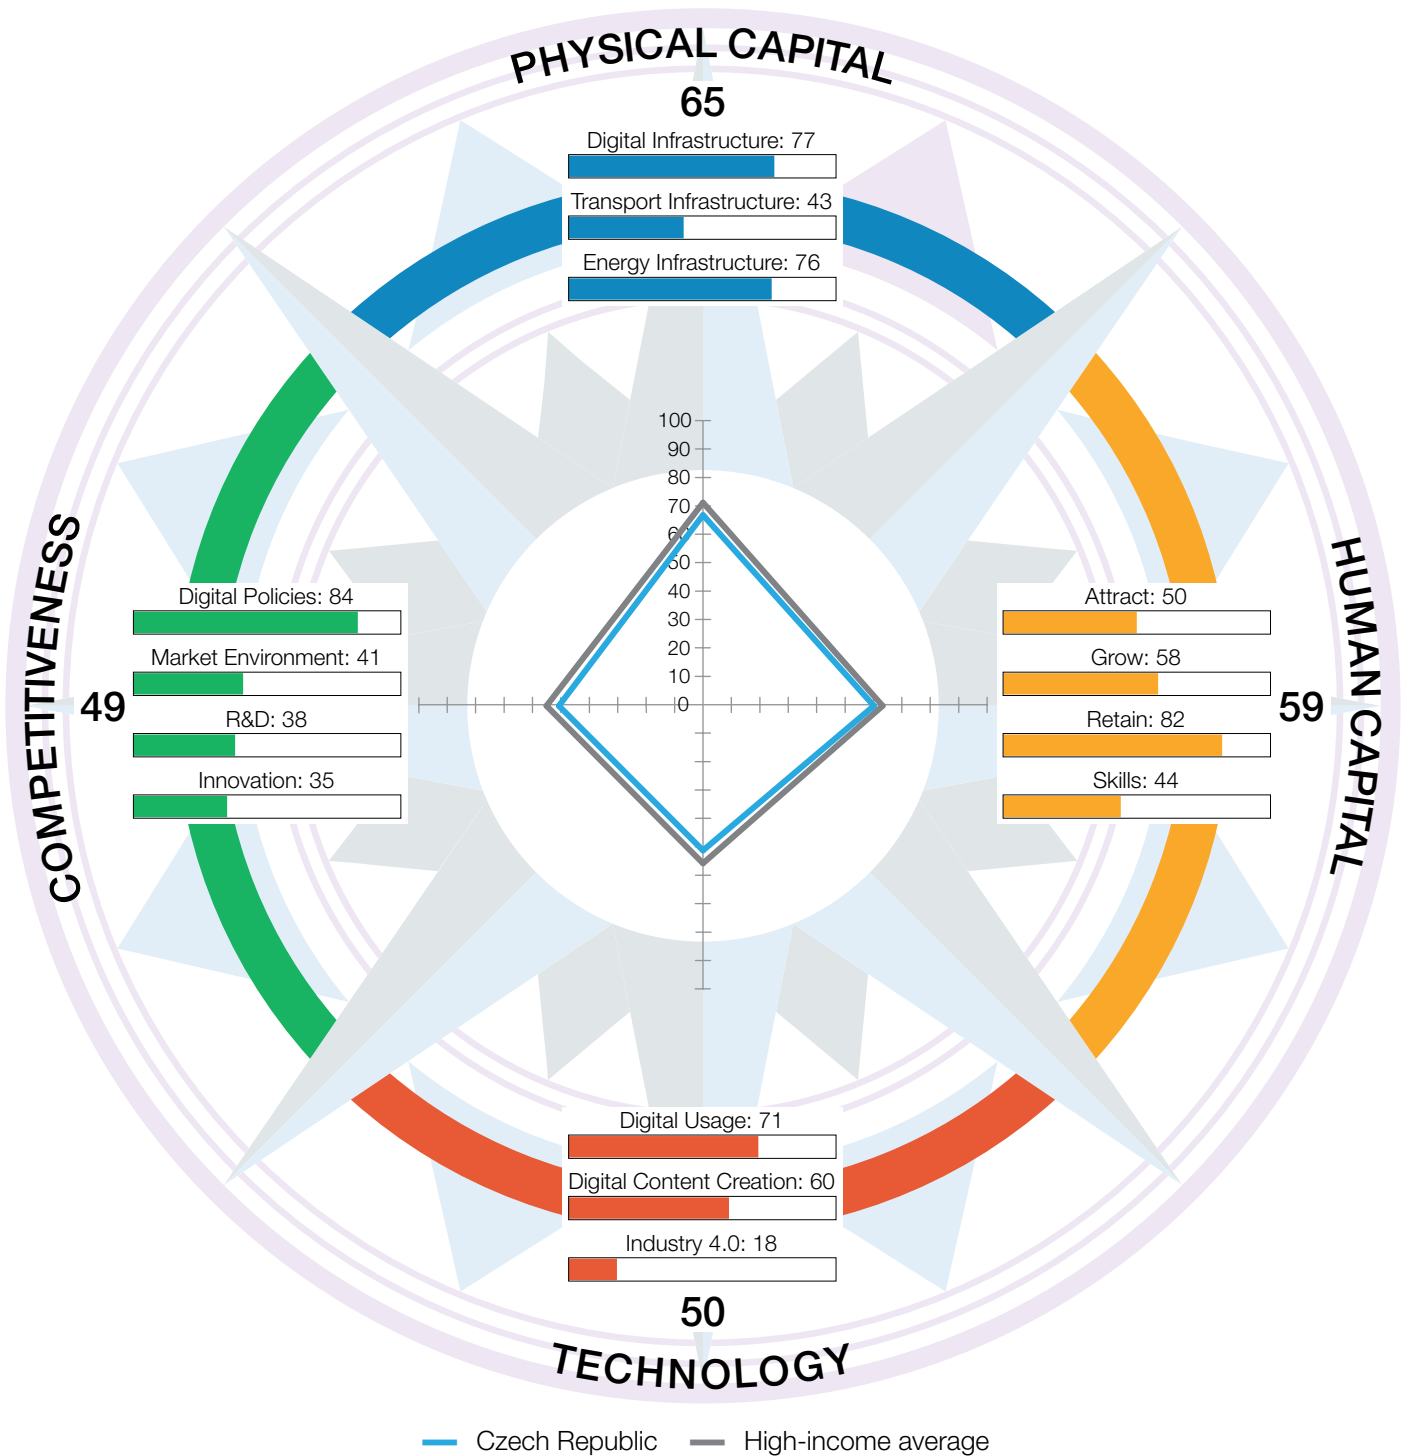 PHYSICAL CAPITAL
65
Digital Infrastructure: 77
Transport Infrastructure: 43
Energy Infrastructure: 76
100
90
80
70
60
50
40
30
20
10
0
COMPETITIVENESS
49
Digital Policies: 84
Market Environment: 41
R&D: 38
Innovation: 35
HUMAN CAPITAL
59
Attract: 50
Grow: 58
Retain: 82
Skills: 44
Digital Usage: 71
Digital Content Creation: 60
Industry 4.0: 18
50
TECHNOLOGY
Czech Republic
High-income average